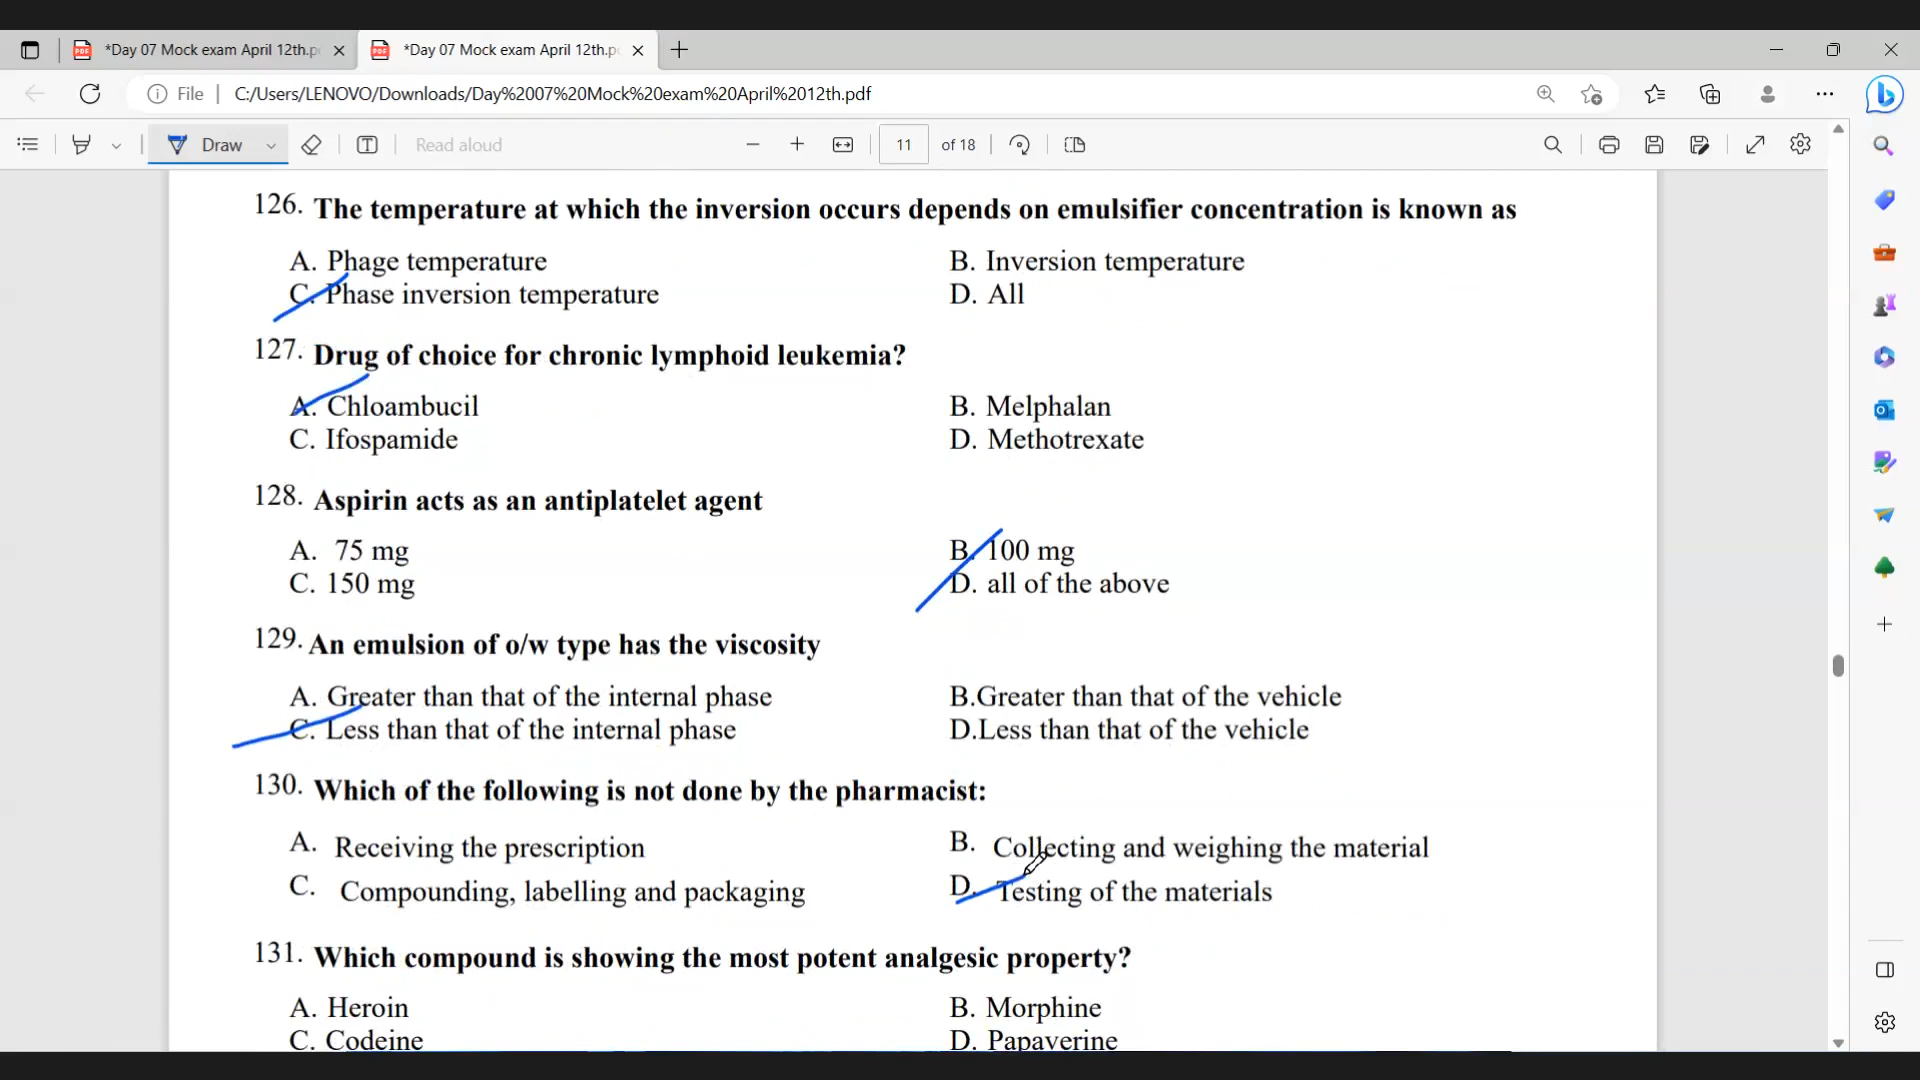 *Day 07 Mock exam April 12th.p
*Day 07 Mock exam April 12th.p
File
C:/Users/LENOVO/Downloads/Day%2007%20Mock%20exam%20April%2012th.pdf
Draw
Read aloud
11 of 18
126. The temperature at which the inversion occurs depends on emulsifier concentration is known as
A. Phage temperature B. Inversion temperature
C. Phase inversion temperature D. All
127. Drug of choice for chronic lymphoid leukemia?
A. Chloambucil B. Melphalan
C. Ifospamide D. Methotrexate
128. Aspirin acts as an antiplatelet agent
A. 75 mg B. 100 mg
C. 150 mg D. all of the above
129. An emulsion of o/w type has the viscosity
A. Greater than that of the internal phase B.Greater than that of the vehicle
C. Less than that of the internal phase D.Less than that of the vehicle
130. Which of the following is not done by the pharmacist:
A. Receiving the prescription B. Collecting and weighing the material
C. Compounding, labelling and packaging D. Testing of the materials
131. Which compound is showing the most potent analgesic property?
A. Heroin B. Morphine
C. Codeine D. Papaverine